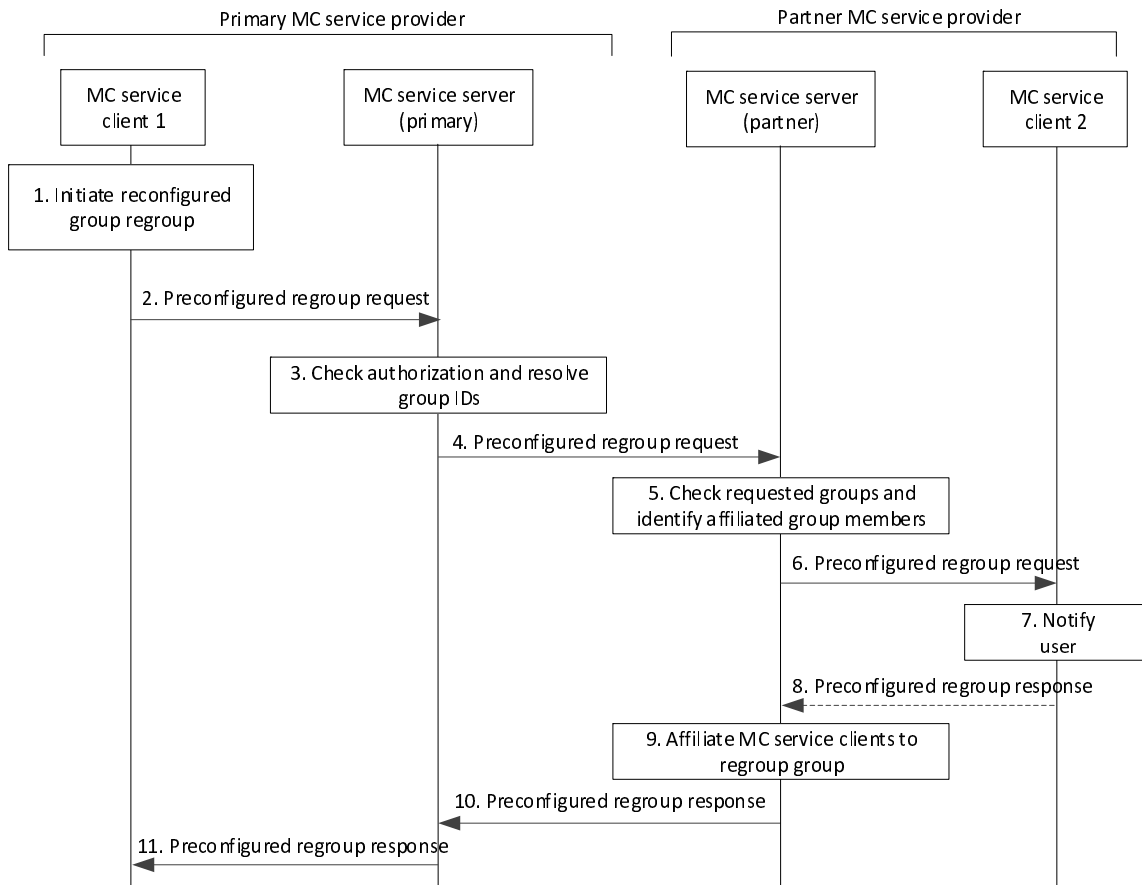 Primary MC service provider
Partner MC service provider
MC service
client 1
MC service server
(primary)
MC service server
(partner)
MC service
client 2
1. Initiate reconfigured
group regroup
2. Preconfigured regroup request
3. Check authorization and resolve
group IDs
4. Preconfigured regroup request
5. Check requested groups and
identify affiliated group members
6. Preconfigured regroup request
7. Notify
user
8. Preconfigured regroup response
9. Affiliate MC service clients to
regroup group
10. Preconfigured regroup response
11. Preconfigured regroup response